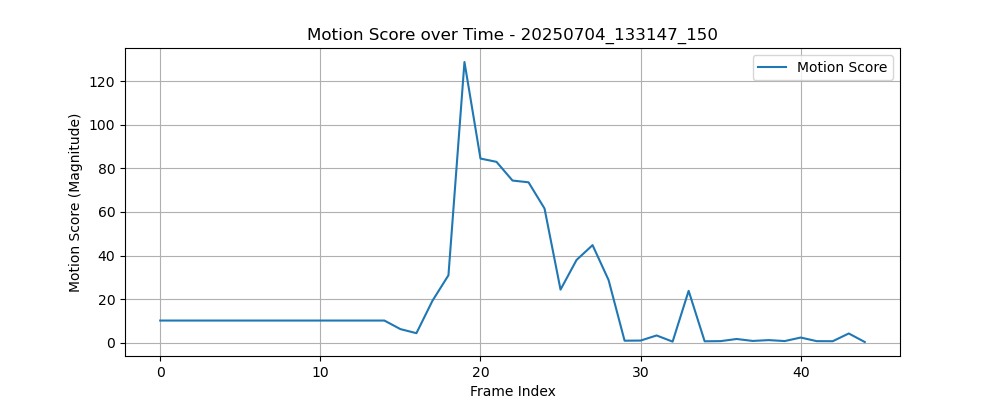 Motion Score over Time - 20250704_133147_150
Motion Score
120
100
80
60
40
20
0
Motion Score (Magnitude)
0 10 20 30 40
Frame Index